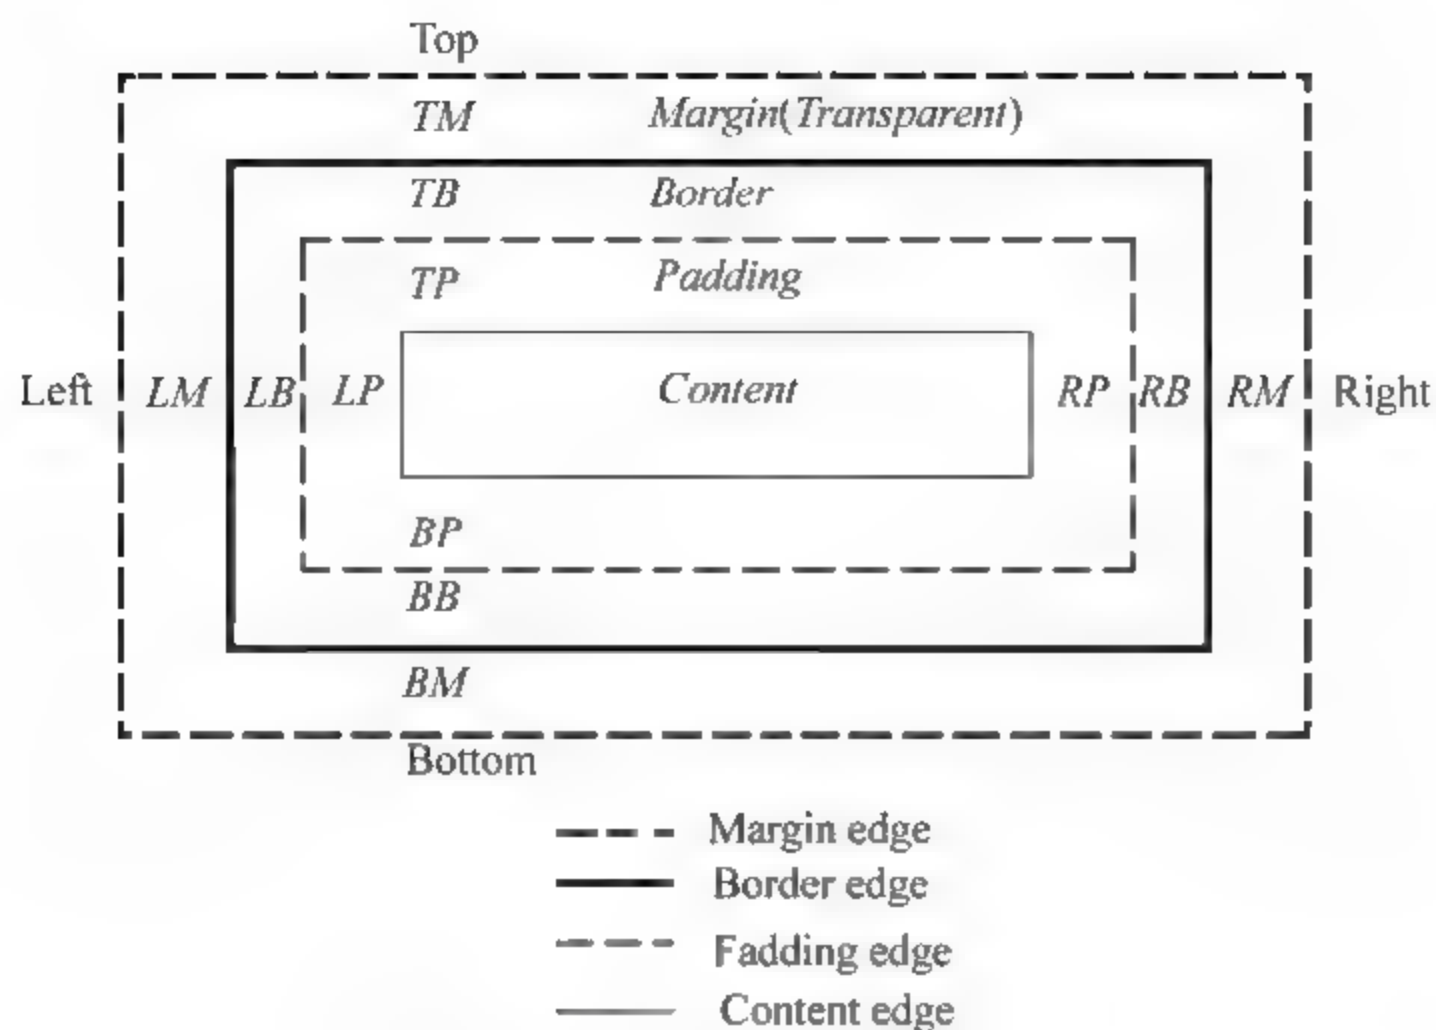 Top
TM Margin(Transparent)
TB Border
TP Padding
Left LM LB LP Content RP RB RM Right
BP
BB
BM
Bottom
Margin edge
Border edge
Fadding edge
Content edge